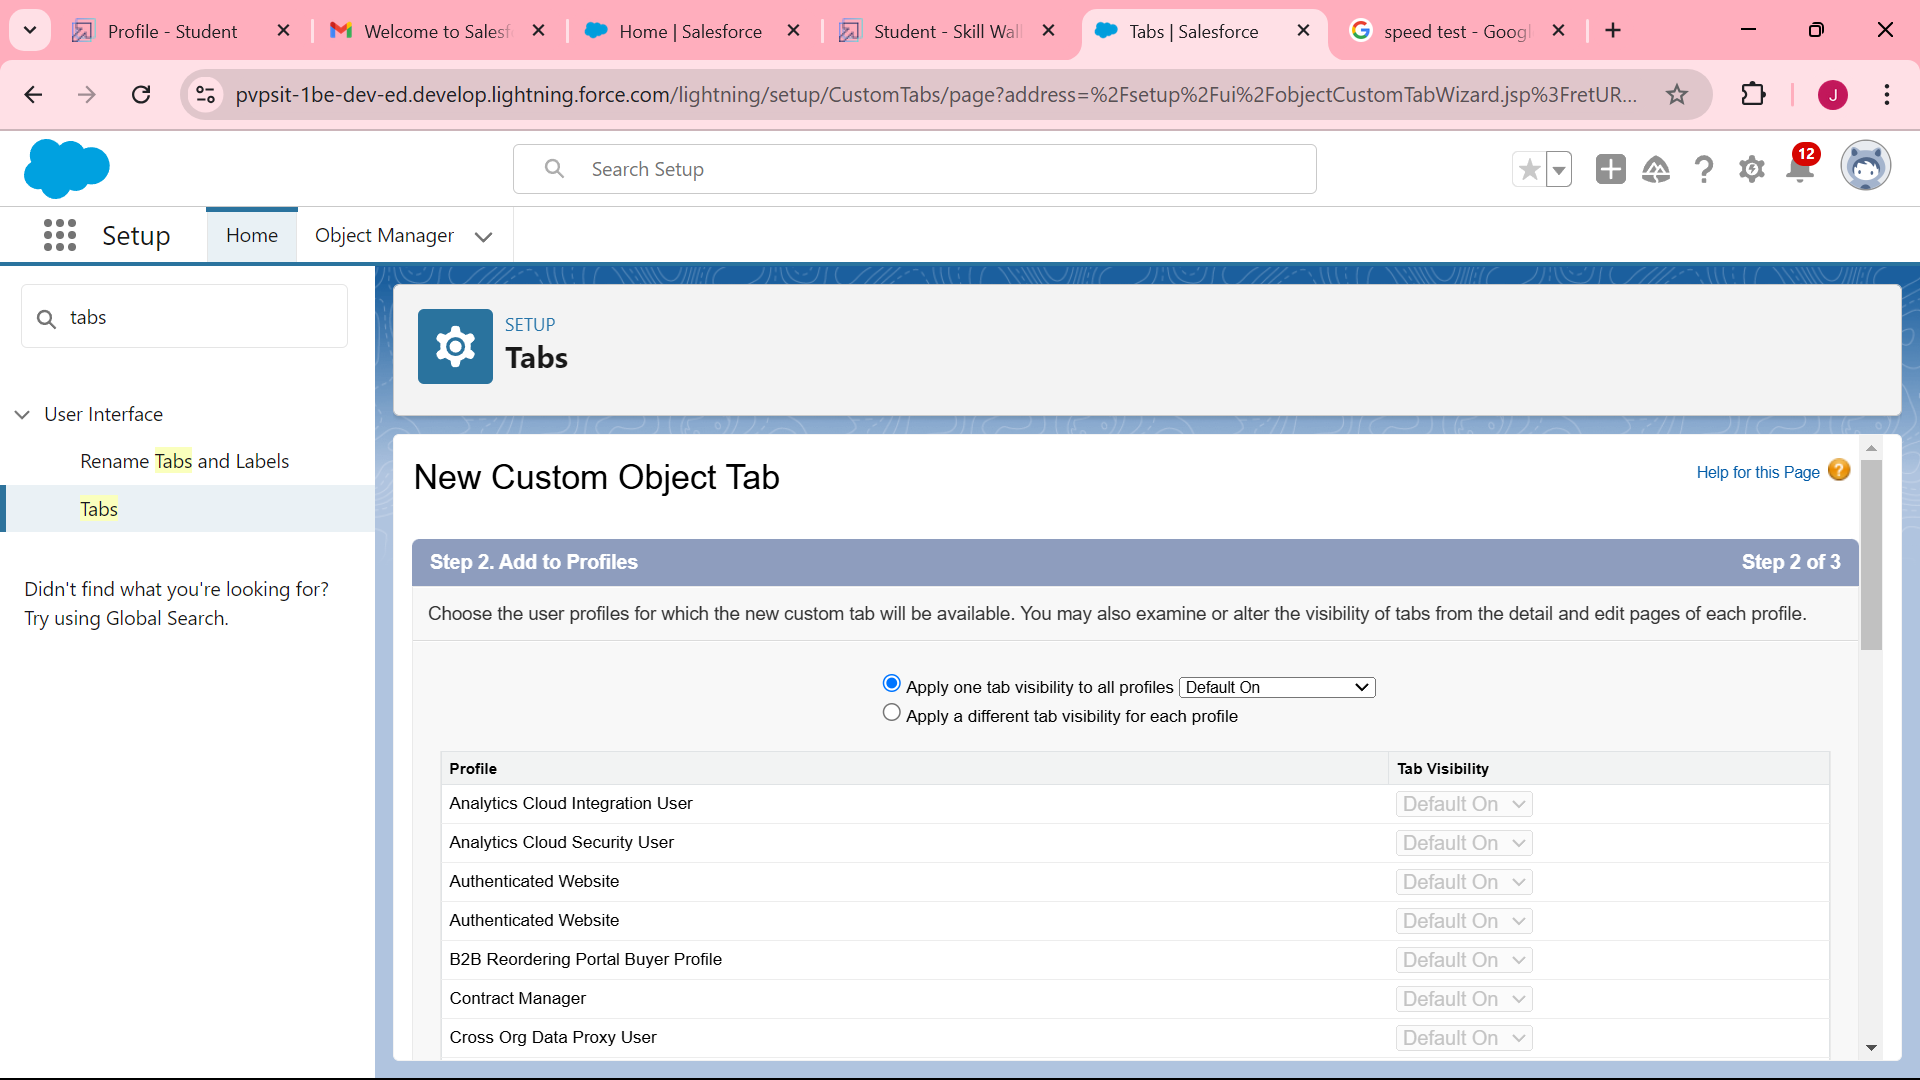 Profile - Student
Welcome to Salesf
Home | Salesforce
Student - Skill Wall
Tabs | Salesforce
speed test - Googl
pvpsit-1be-dev-ed.develop.lightning.force.com/lightning/setup/CustomTabs/page?address=%2Fsetup%2Fui%2FobjectCustomTabWizard.jsp%3FretUR...
J
Search Setup
12
Setup
Home
Object Manager
tabs
User Interface
Rename Tabs and Labels
Tabs
Didn't find what you're looking for?
Try using Global Search.
SETUP
Tabs
New Custom Object Tab
Help for this Page
Step 2. Add to Profiles
Step 2 of 3
Choose the user profiles for which the new custom tab will be available. You may also examine or alter the visibility of tabs from the detail and edit pages of each profile.
Apply one tab visibility to all profiles Default On
Apply a different tab visibility for each profile
Profile Tab Visibility
Analytics Cloud Integration User Default On
Analytics Cloud Security User Default On
Authenticated Website Default On
Authenticated Website Default On
B2B Reordering Portal Buyer Profile Default On
Contract Manager Default On
Cross Org Data Proxy User Default On